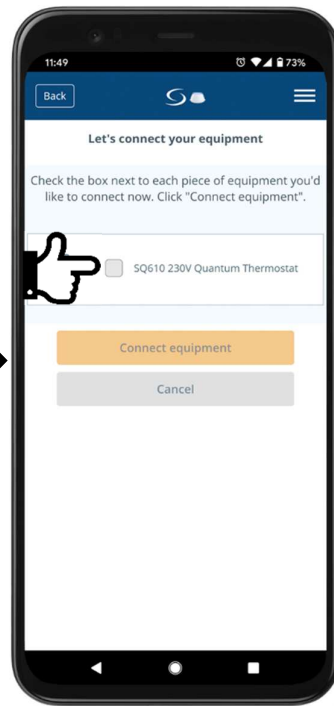 11:49
73%
Back
Let's connect your equipment
Check the box next to each piece of equipment you'd
like to connect now. Click "Connect equipment".
SQ610 230V Quantum Thermostat
Connect equipment
Cancel